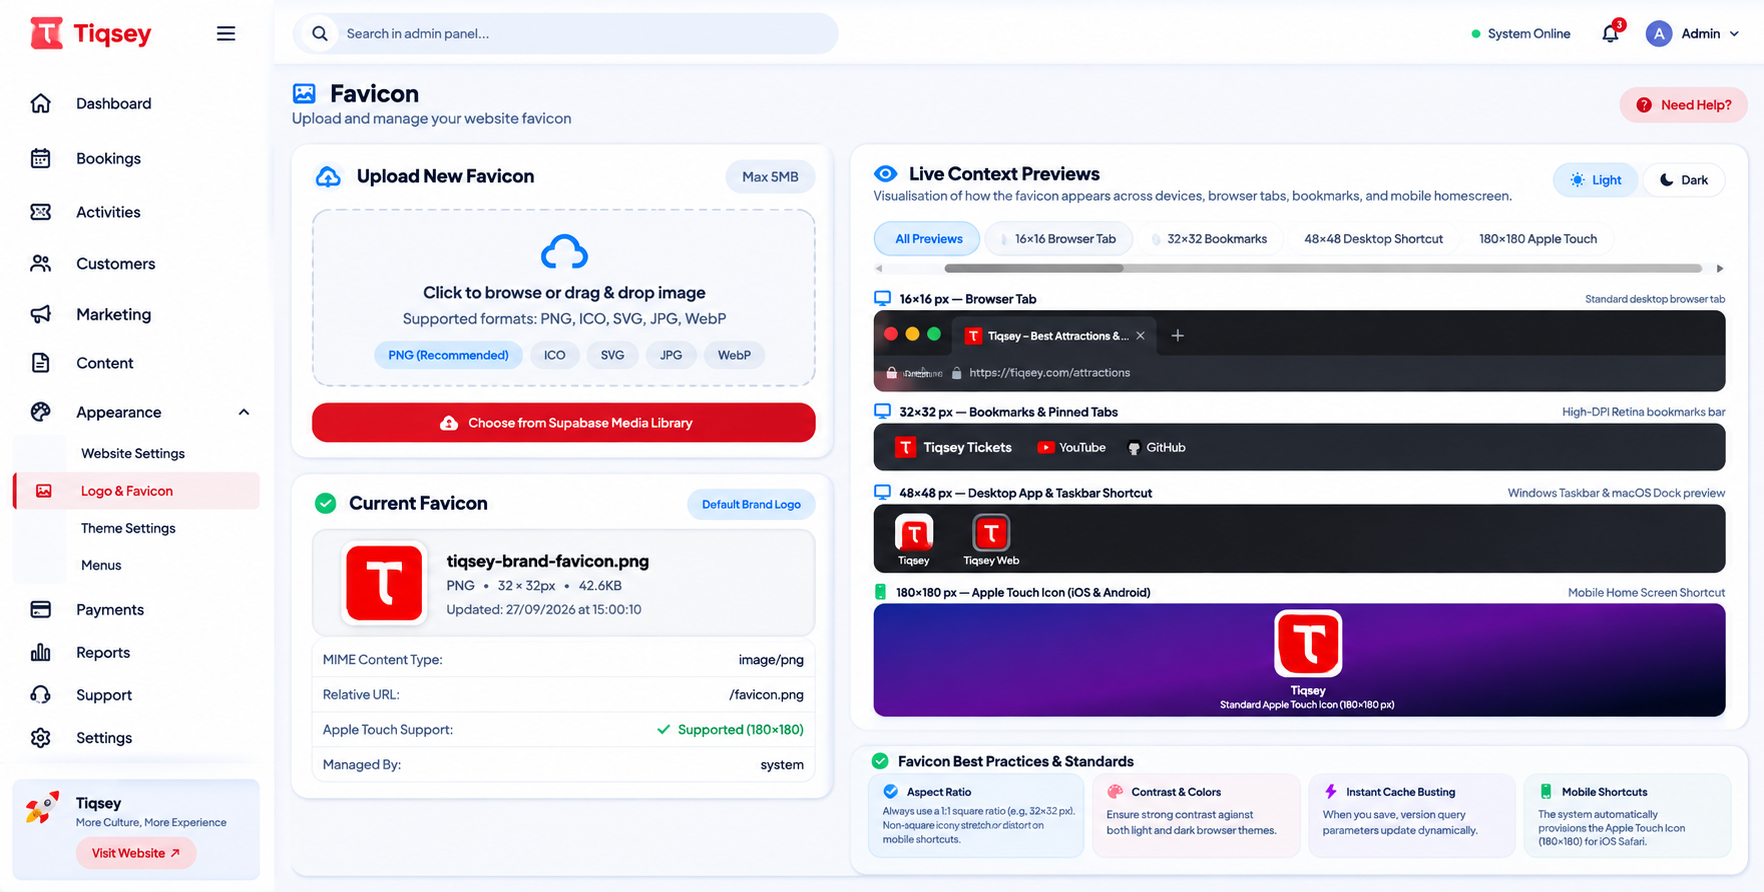 Tiqsey
Search in admin panel...
System Online
3
A
Admin
Dashboard
Bookings
Activities
Customers
Marketing
Content
Appearance
Website Settings
Logo & Favicon
Theme Settings
Menus
Payments
Reports
Support
Settings
Tiqsey
More Culture, More Experience
Visit Website
Favicon
Upload and manage your website favicon
Need Help?
Upload New Favicon
Max 5MB
Click to browse or drag & drop image
Supported formats: PNG, ICO, SVG, JPG, WebP
PNG (Recommended)
ICO
SVG
JPG
WebP
Choose from Supabase Media Library
Current Favicon
Default Brand Logo
tiqsey-brand-favicon.png
PNG • 32 × 32px • 42.6KB
Updated: 27/09/2026 at 15:00:10
MIME Content Type:
image/png
Relative URL:
/favicon.png
Apple Touch Support:
Supported (180×180)
Managed By:
system
Live Context Previews
Visualisation of how the favicon appears across devices, browser tabs, bookmarks, and mobile homescreen.
Light
Dark
All Previews
16×16 Browser Tab
32×32 Bookmarks
48×48 Desktop Shortcut
180×180 Apple Touch
16×16 px — Browser Tab
Standard desktop browser tab
Tiqsey – Best Attractions &...
https://tiqsey.com/attractions
32×32 px — Bookmarks & Pinned Tabs
High-DPI Retina bookmarks bar
Tiqsey Tickets
YouTube
GitHub
48×48 px — Desktop App & Taskbar Shortcut
Windows Taskbar & macOS Dock preview
Tiqsey
Tiqsey Web
180×180 px — Apple Touch Icon (iOS & Android)
Mobile Home Screen Shortcut
Tiqsey
Standard Apple Touch Icon (180×180 px)
Favicon Best Practices & Standards
Aspect Ratio
Always use a 1:1 square ratio (e.g, 32×32 px).
Non-square icony stretch or distort on
mobile shortcuts.
Contrast & Colors
Ensure strong contrast agianst
both light and dark browser themes.
Instant Cache Busting
When you save, version query
parameters update dynamically.
Mobile Shortcuts
The system automatically
provisions the Apple Touch Icon
(180×180) for iOS Safari.